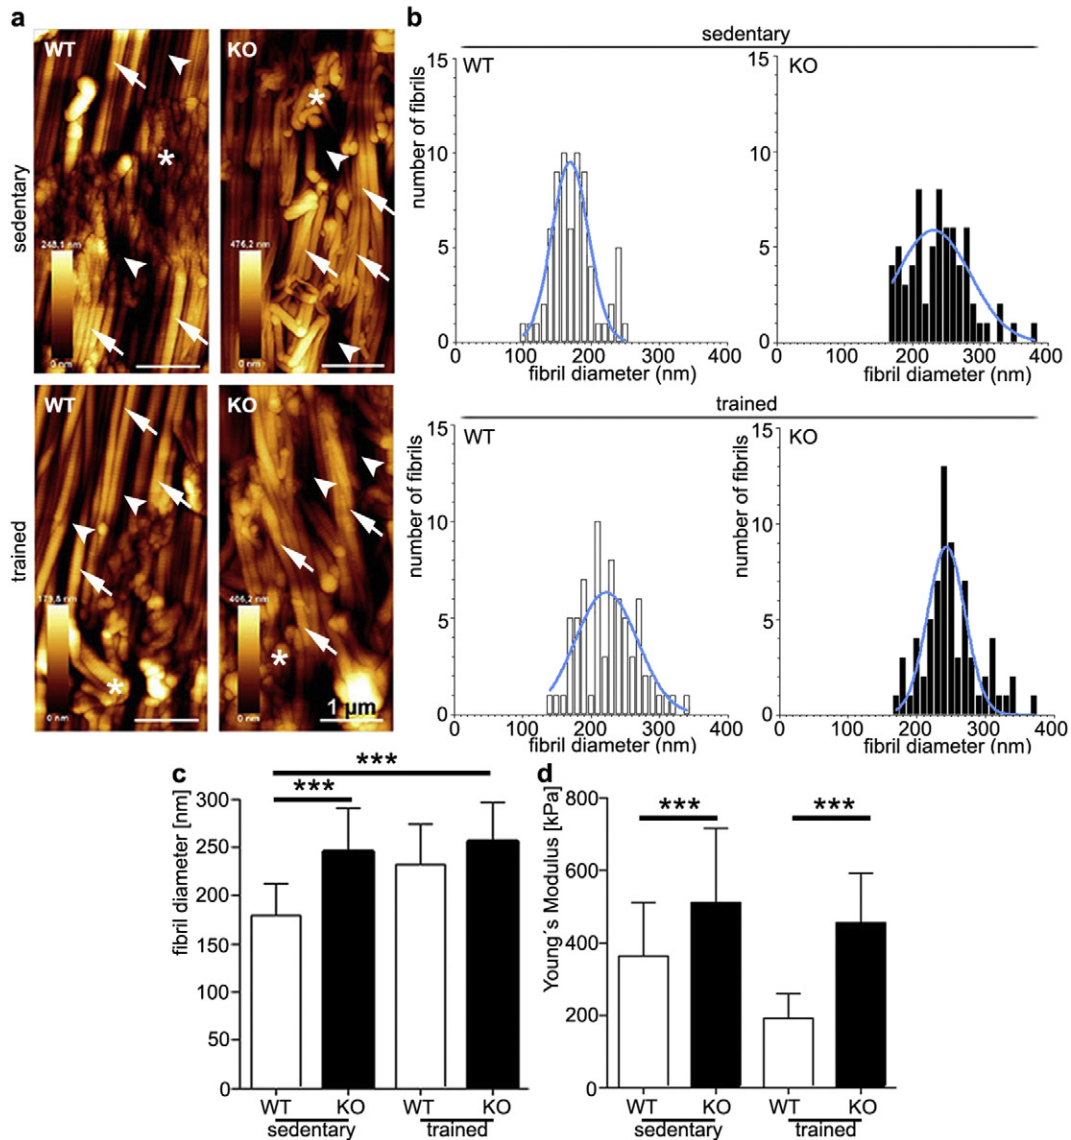 a
WT
KO
sedentary
*
*
248,1 nm
0 nm
476,2 nm
0 nm
WT
KO
trained
*
*
0 nm
406,2 nm
0 nm
1 µm
b
sedentary
WT
KO
number of fibrils
15
10
5
0
0 100 200 300 400
fibril diameter (nm)
15
10
5
0
0 100 200 300 400
fibril diameter (nm)
trained
WT
KO
number of fibrils
15
10
5
0
0 100 200 300 400
fibril diameter (nm)
number of fibrils
15
10
5
0
0 100 200 300 400
fibril diameter (nm)
c
***
***
fibril diameter [nm]
300
250
200
150
100
50
0
WT KO WT KO
sedentary trained
d
*** ***
Young´s Modulus [kPa]
800
600
400
200
0
WT KO WT KO
sedentary trained